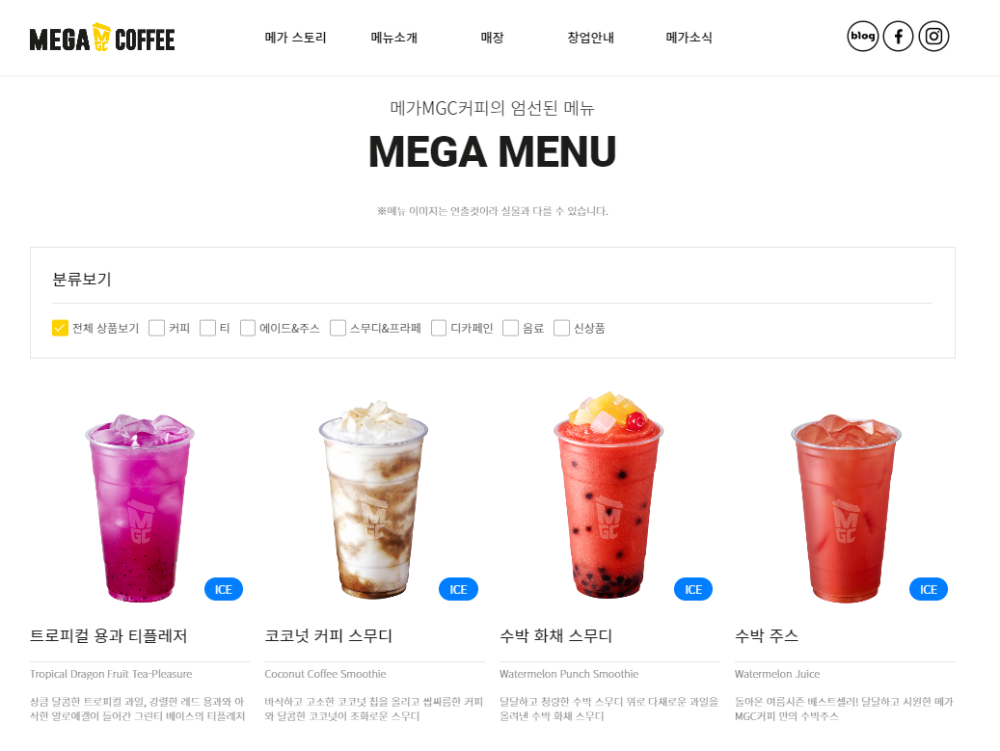 MEGA MGC COFFEE
메가 스토리 메뉴소개 매장 창업안내 메가소식
blog
메가MGC커피의 엄선된 메뉴
MEGA MENU
※메뉴 이미지는 연출컷이라 실물과 다를 수 있습니다.
분류보기
전체 상품보기 커피 티 에이드&주스 스무디&프라페 디카페인 음료 신상품
MGC MGC MGC MGC
ICE ICE ICE ICE
트로피컬 용과 티플레저
Tropical Dragon Fruit Tea-Pleasure
상큼 달콤한 트로피컬 과일, 강렬한 레드 용과와 아
삭한 알로에겔이 들어간 그린티 베이스의 티플레저
코코넛 커피 스무디
Coconut Coffee Smoothie
바삭하고 고소한 코코넛 칩을 올리고 쌉싸름한 커피
와 달콤한 코코넛이 조화로운 스무디
수박 화채 스무디
Watermelon Punch Smoothie
달달하고 청량한 수박 스무디 위로 다채로운 과일을
올려낸 수박 화채 스무디
수박 주스
Watermelon Juice
돌아온 여름시즌 베스트셀러! 달달하고 시원한 메가
MGC커피 만의 수박주스